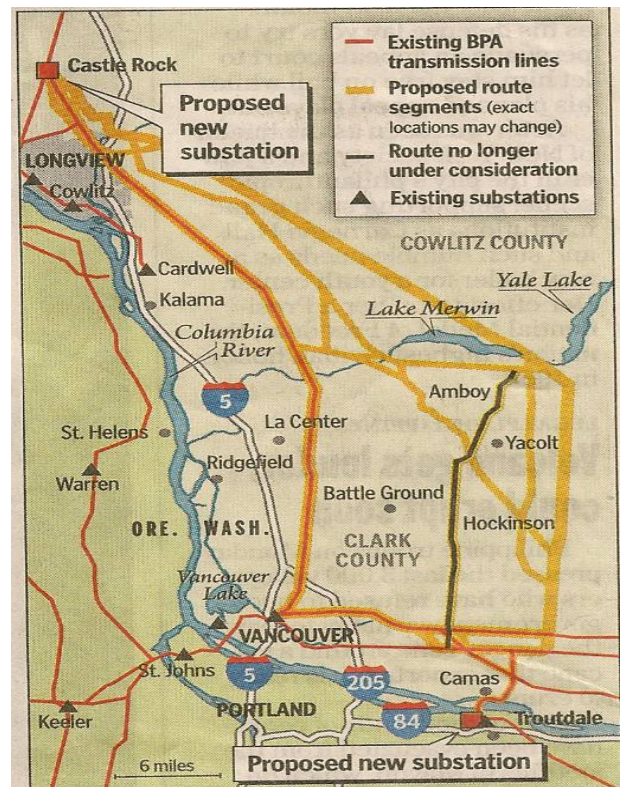 Existing BPA
transmission lines
Proposed route
segments (exact
locations may change)
Route no longer
under consideration
Existing substations
Castle Rock
Proposed
new
substation
LONGVIEW
Cowlitz
COWLITZ COUNTY
Cardwell
Kalama
Yale Lake
Lake Merwin
Columbia
River
5
Amboy
La Center
St. Helens
Yacolt
Ridgefield
Warren
Battle Ground
Hockinson
ORE. WASH.
CLARK
COUNTY
Vancouver
Lake
VANCOUVER
St. Johns
5
205
Camas
PORTLAND
84
Troutdale
Keeler
Proposed new substation
6 miles